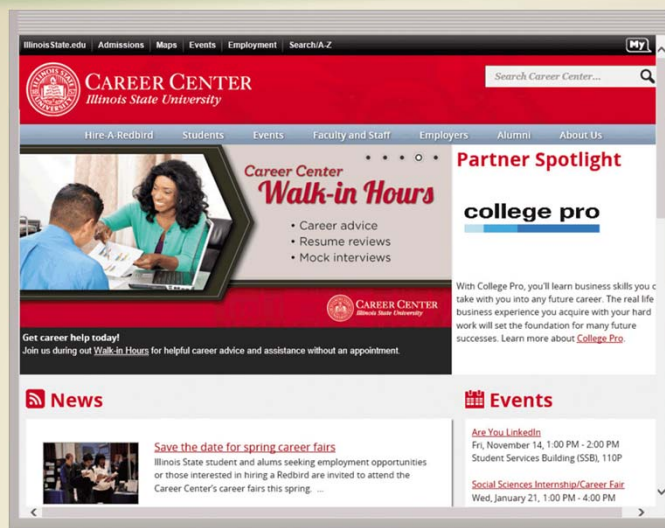 IllinoisState.edu Admissions Maps Events Employment Search/A-Z My
CAREER CENTER
Illinois State University
Search Career Center...
Hire-A-Redbird Students Events Faculty and Staff Employers Alumni About Us
Career Center
Walk-in Hours
• Career advice
• Resume reviews
• Mock interviews
CAREER CENTER
Illinois State University
Get career help today!
Join us during out Walk-in Hours for helpful career advice and assistance without an appointment.
Partner Spotlight
college pro
With College Pro, you'll learn business skills you c
take with you into any future career. The real life
business experience you acquire with your hard
work will set the foundation for many future
successes. Learn more about College Pro.
News
Save the date for spring career fairs
Illinois State student and alums seeking employment opportunities
or those interested in hiring a Redbird are invited to attend the
Career Center's career fairs this spring. ...
Events
Are You LinkedIn
Fri, November 14, 1:00 PM - 2:00 PM
Student Services Building (SSB), 110P
Social Sciences Internship/Career Fair
Wed, January 21, 1:00 PM - 4:00 PM